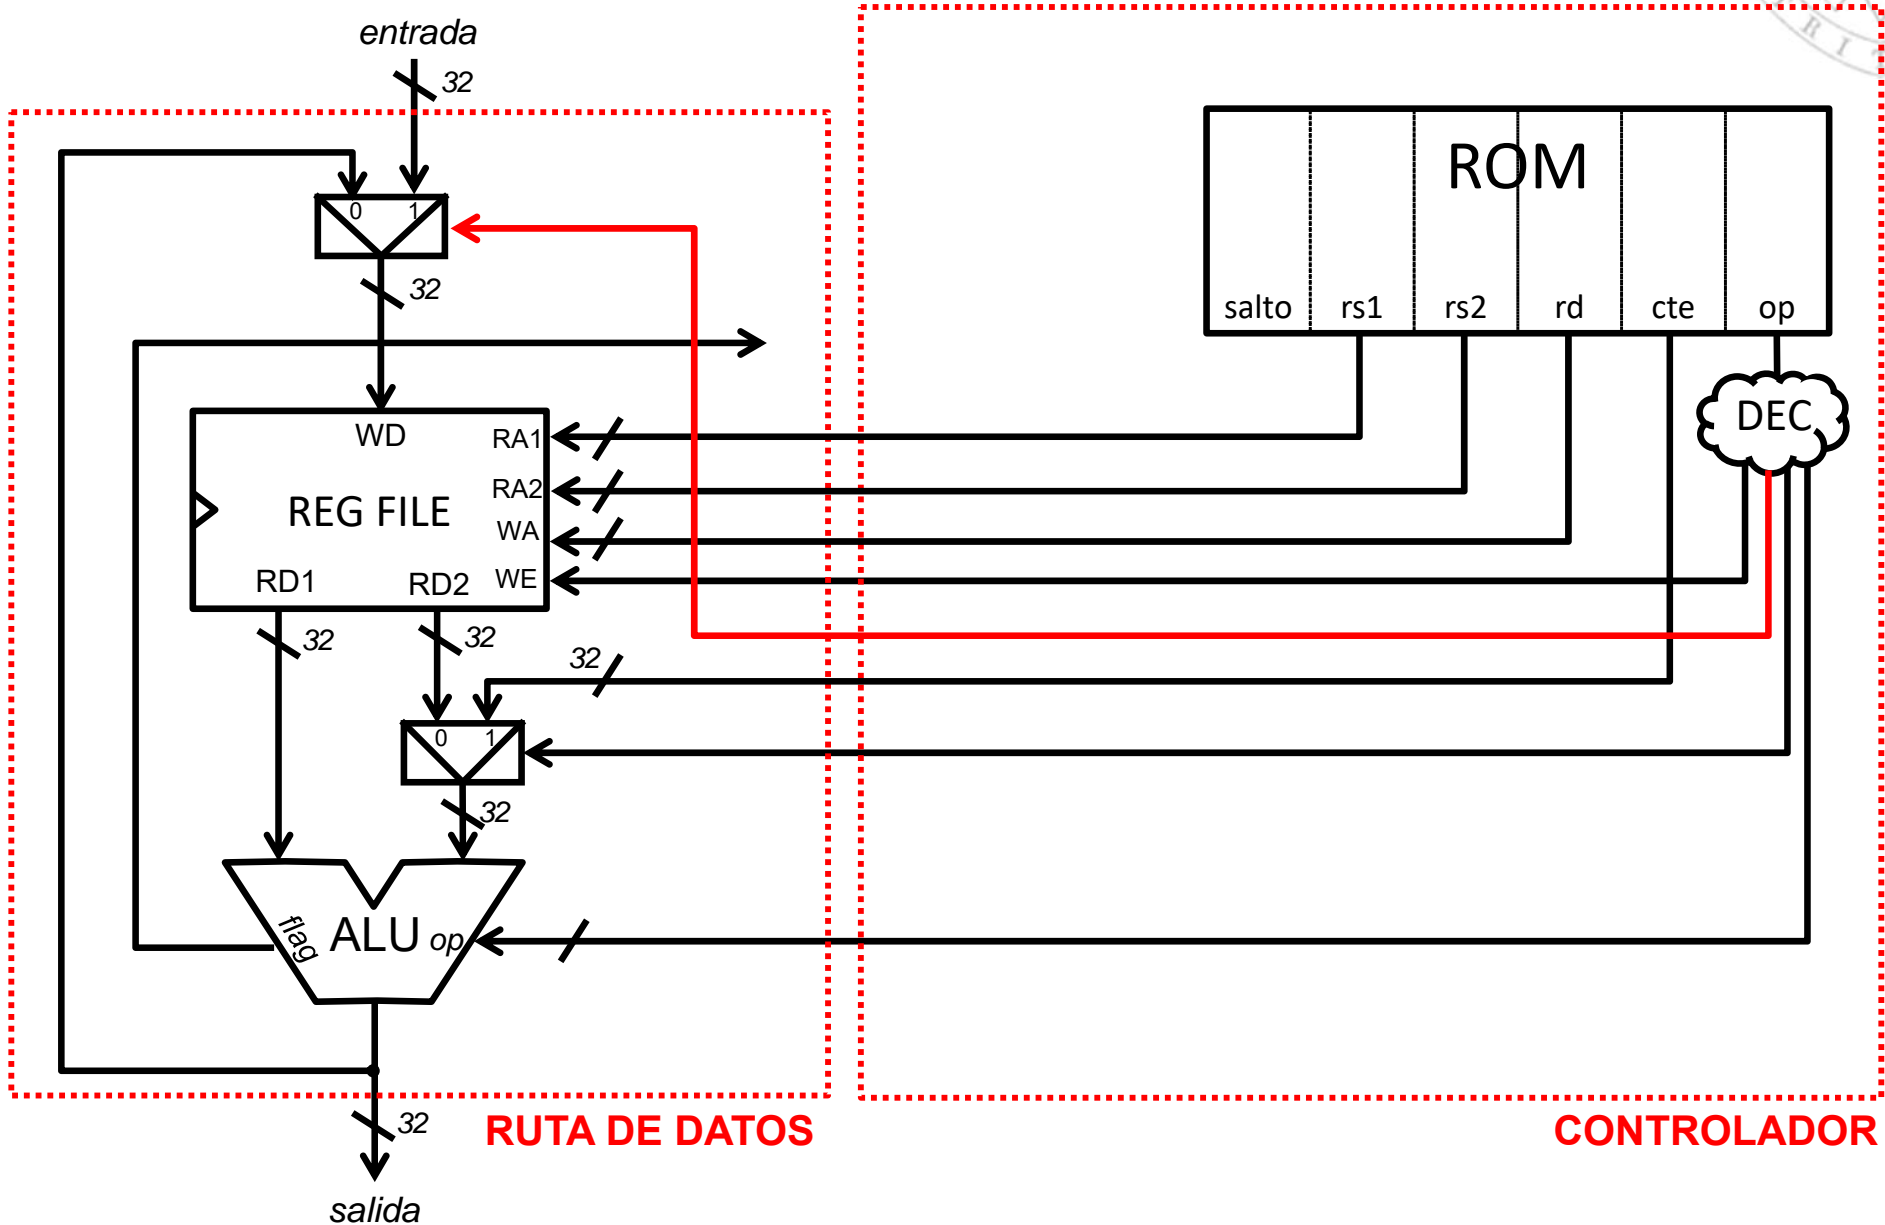 entrada
32
0 1
32
ROM
salto rs1 rs2 rd cte op
DEC
WD
RA1
RA2
REG FILE
WA
WE
RD1 RD2
32 32
32
0 1
32
flag ALU op
32
RUTA DE DATOS
CONTROLADOR
salida
R I T